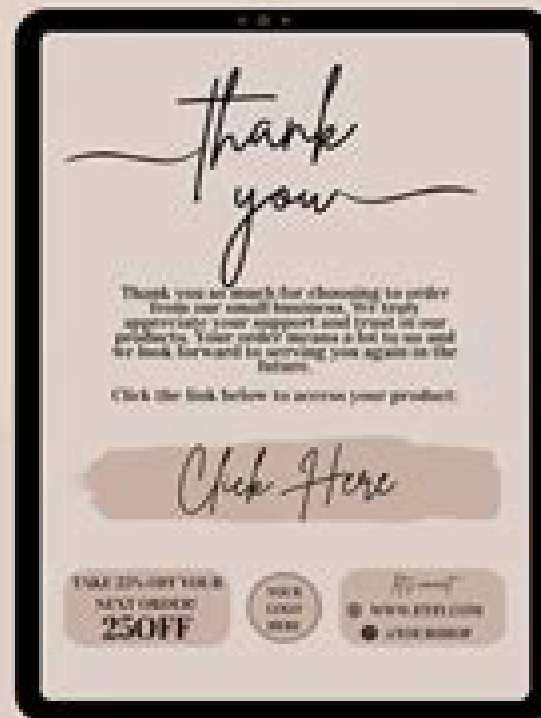 thank
you
Thank you so much for choosing to order
from our small business. We truly
appreciate your support and trust in our
products. Your order means a lot to us and
We look forward to serving you again in the
future.
Click the link below to access your product
Click Here
TAKE 25% OFF YOUR
NEXT ORDER!
25OFF
YOUR
LOGO
HERE
WWW.ETSY.COM
@YOURSHOP